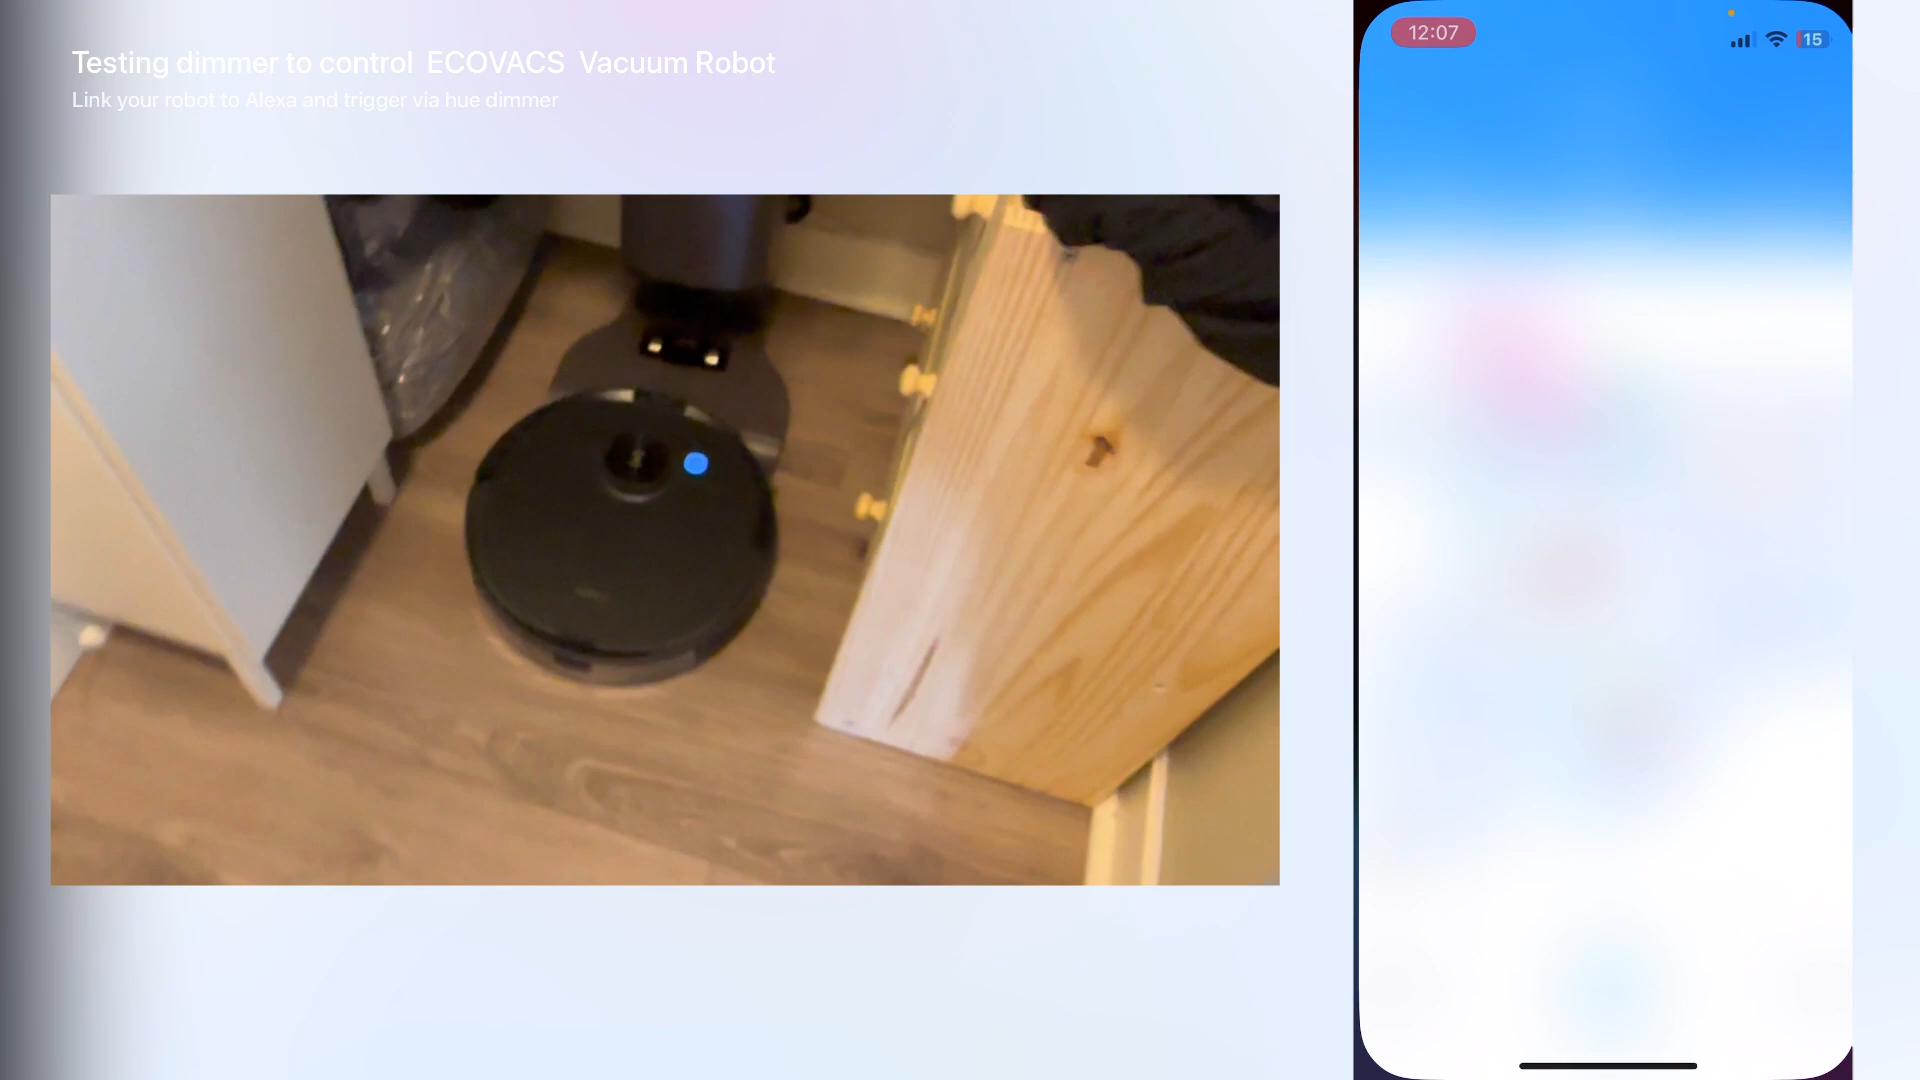 Testing dimmer to control ECOVACS Vacuum Robot
Link your robot to Alexa and trigger via hue dimmer
12:07
15